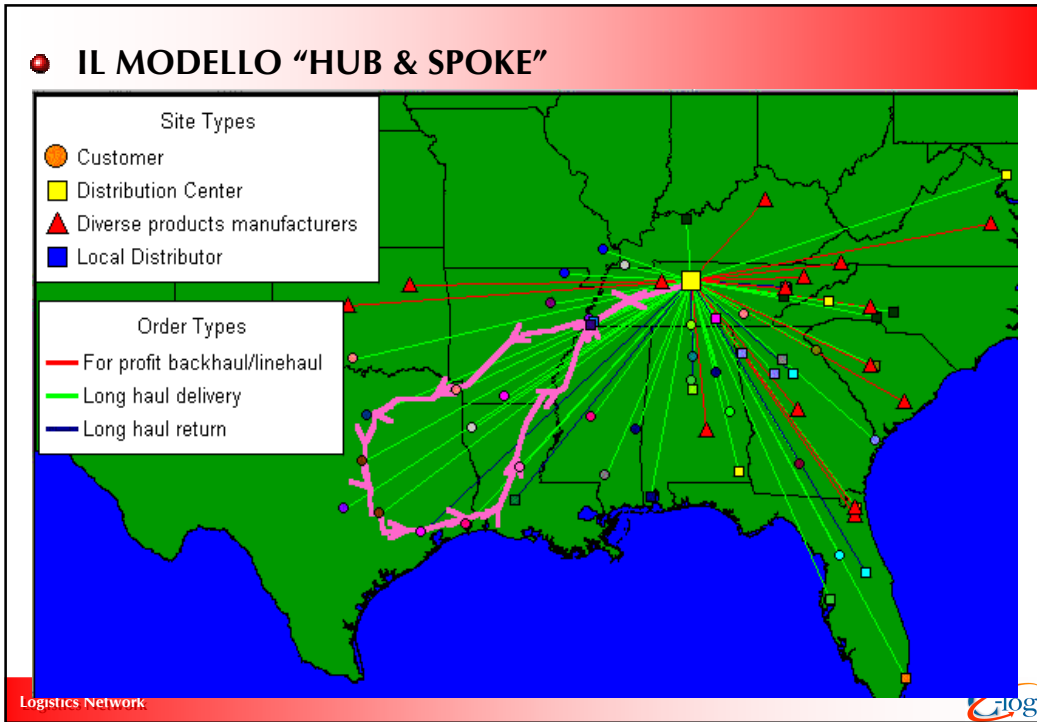 IL MODELLO “HUB & SPOKE”
Site Types
Customer
Distribution Center
Diverse products manufacturers
Local Distributor
Order Types
For profit backhaul/linehaul
Long haul delivery
Long haul return
Logistics Network